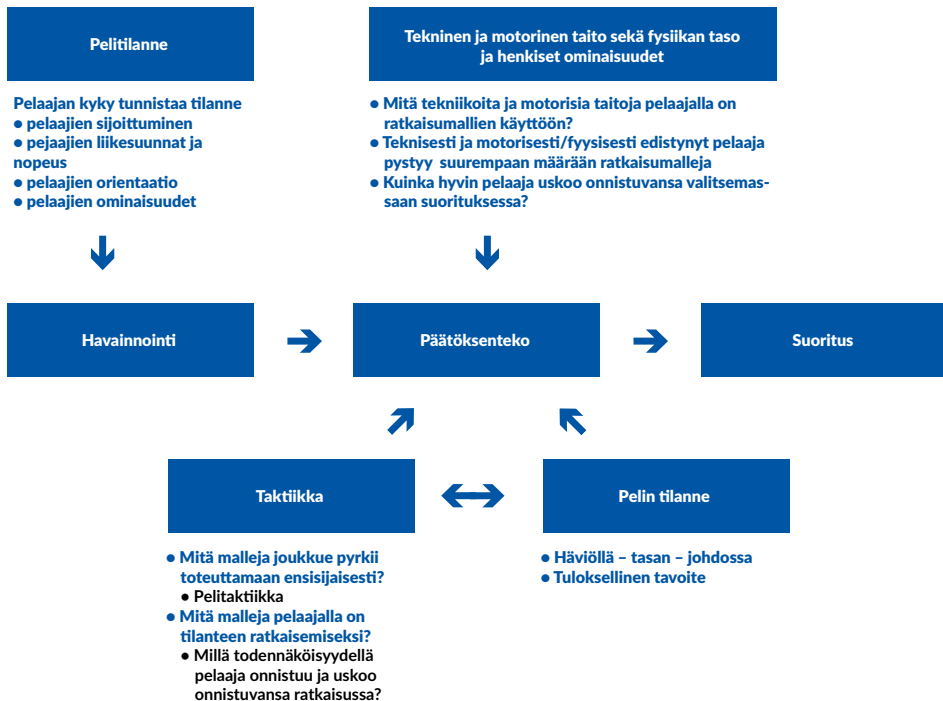 Pelitilanne
Tekninen ja motorinen taito sekä fysiikan taso
ja henkiset ominaisuudet
Pelaajan kyky tunnistaa tilanne
● pelaajien sijoittuminen
● pejaajien liikesuunnat ja
nopeus
● pelaajien orientaatio
● pelaajien ominaisuudet
● Mitä tekniikoita ja motorisia taitoja pelaajalla on
ratkaisumallien käyttöön?
● Teknisesti ja motorisesti/fyysisesti edistynyt pelaaja
pystyy suurempaan määrään ratkaisumalleja
● Kuinka hyvin pelaaja uskoo onnistuvansa valitsemas-
saan suorituksessa?
Havainnointi
Päätöksenteko
Suoritus
Taktiikka
Pelin tilanne
● Mitä malleja joukkue pyrkii
toteuttamaan ensisijaisesti?
● Pelitaktiikka
● Mitä malleja pelaajalla on
tilanteen ratkaisemiseksi?
● Millä todennäköisyydellä
pelaaja onnistuu ja uskoo
onnistuvansa ratkaisussa?
● Häviöllä – tasan – johdossa
● Tuloksellinen tavoite